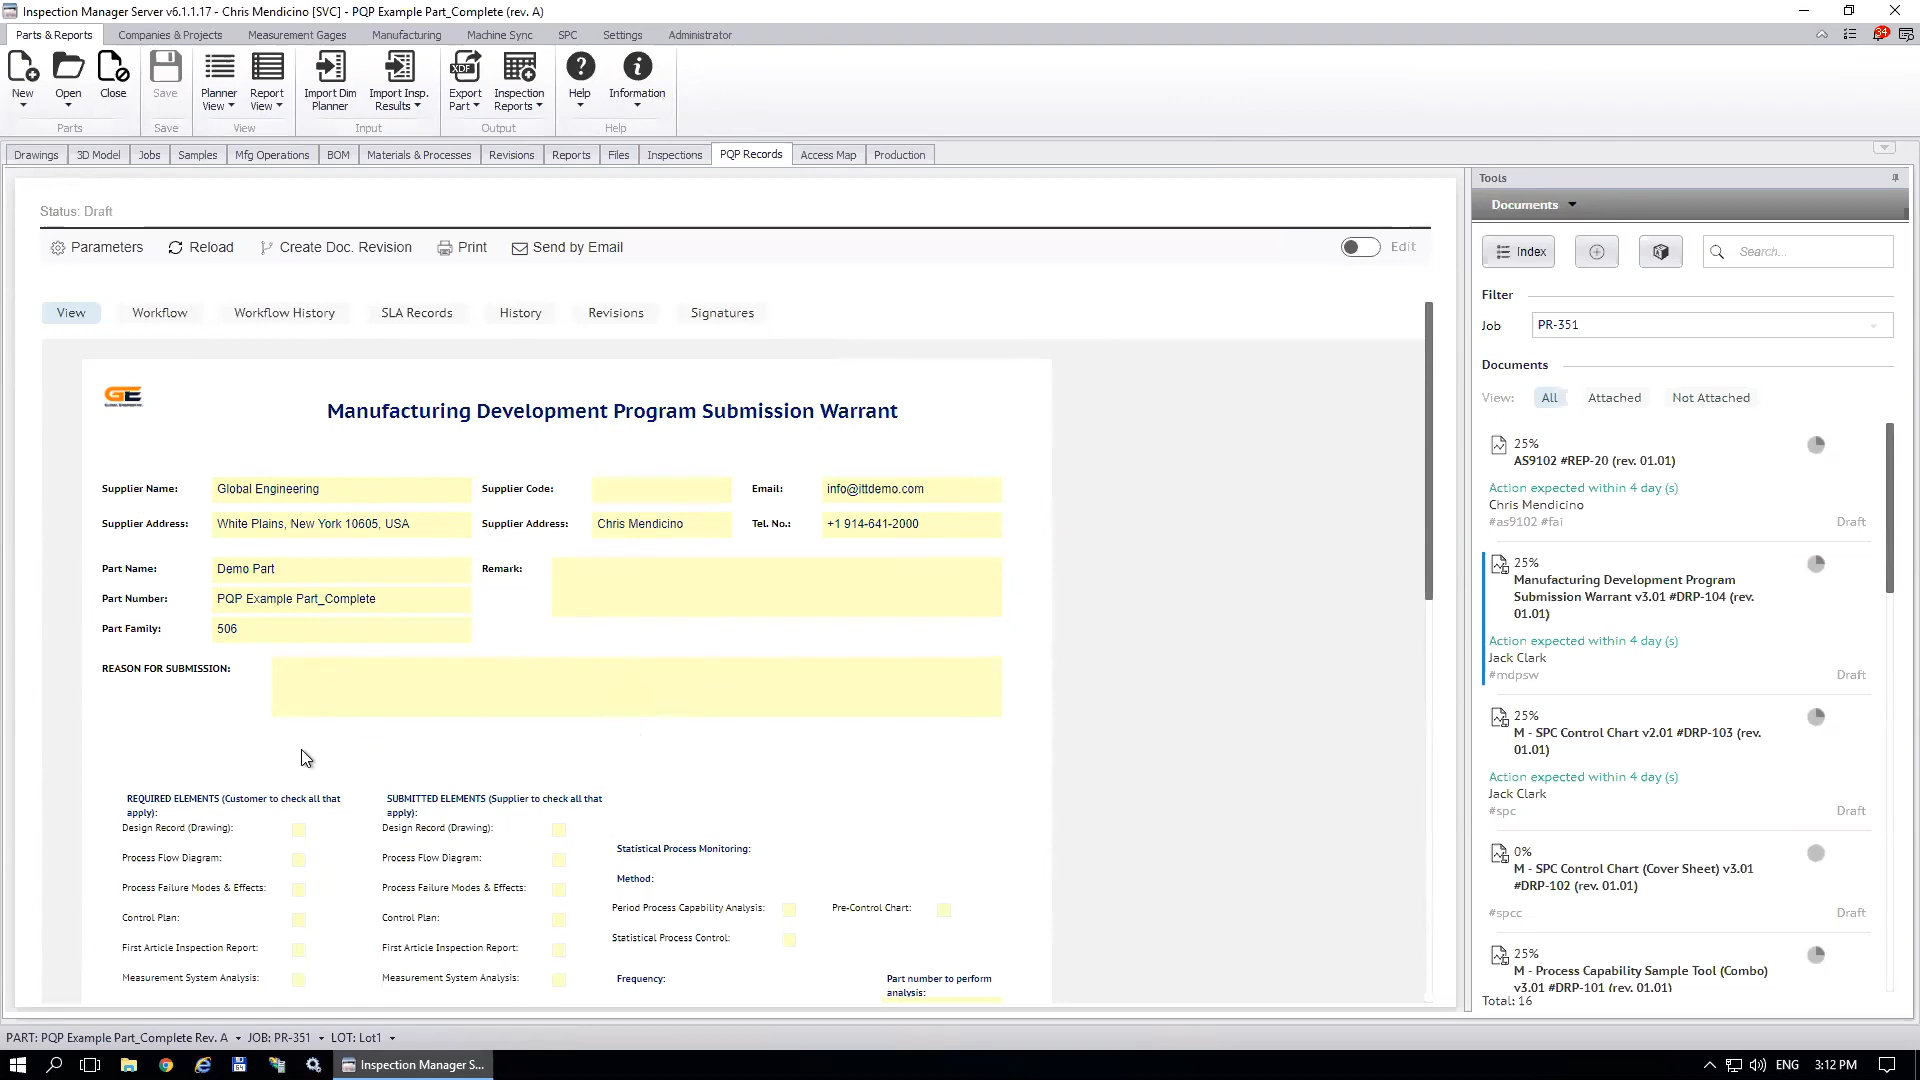 Inspection Manager Server v6.1.1.17 - Chris Mendicino [SVC] - PQP Example Part_Complete (rev. A)
Parts & Reports Companies & Projects Measurement Gages Manufacturing Machine Sync SPC Settings Administrator
34
New Open Close Save Planner View Report View Import Dim Planner Import Insp. Results XDF Export Part Inspection Reports Help Information
Parts Save View Input Output Help
Drawings 3D Model Jobs Samples Mfg Operations BOM Materials & Processes Revisions Reports Files Inspections PQP Records Access Map Production
Status: Draft
Parameters Reload Create Doc. Revision Print Send by Email Edit
View Workflow Workflow History SLA Records History Revisions Signatures
GE
GLOBAL ENGINEERING
Manufacturing Development Program Submission Warrant
Supplier Name: Global Engineering Supplier Code: Email: info@ittdemo.com
Supplier Address: White Plains, New York 10605, USA Supplier Address: Chris Mendicino Tel. No.: +1 914-641-2000
Part Name: Demo Part Remark:
Part Number: PQP Example Part_Complete
Part Family: 506
REASON FOR SUBMISSION:
REQUIRED ELEMENTS (Customer to check all that
apply):
Design Record (Drawing):
Process Flow Diagram:
Process Failure Modes & Effects:
Control Plan:
First Article Inspection Report:
Measurement System Analysis:
SUBMITTED ELEMENTS (Supplier to check all that
apply):
Design Record (Drawing):
Process Flow Diagram:
Process Failure Modes & Effects:
Control Plan:
First Article Inspection Report:
Measurement System Analysis:
Statistical Process Monitoring:
Method:
Period Process Capability Analysis: Pre-Control Chart:
Statistical Process Control:
Frequency: Part number to perform
analysis:
Tools
Documents
Index Search...
Filter
Job PR-351
Documents
View: All Attached Not Attached
25%
AS9102 #REP-20 (rev. 01.01)
Action expected within 4 day (s)
Chris Mendicino
#as9102 #fai Draft
25%
Manufacturing Development Program
Submission Warrant v3.01 #DRP-104 (rev.
01.01)
Action expected within 4 day (s)
Jack Clark
#mdpsw Draft
25%
M - SPC Control Chart v2.01 #DRP-103 (rev.
01.01)
Action expected within 4 day (s)
Jack Clark
#spc Draft
0%
M - SPC Control Chart (Cover Sheet) v3.01
#DRP-102 (rev. 01.01)
#spcc Draft
25%
M - Process Capability Sample Tool (Combo)
v3.01 #DRP-101 (rev. 01.01)
Total: 16
PART: PQP Example Part_Complete Rev. A JOB: PR-351 LOT: Lot1
Inspection Manager S... ENG 3:12 PM